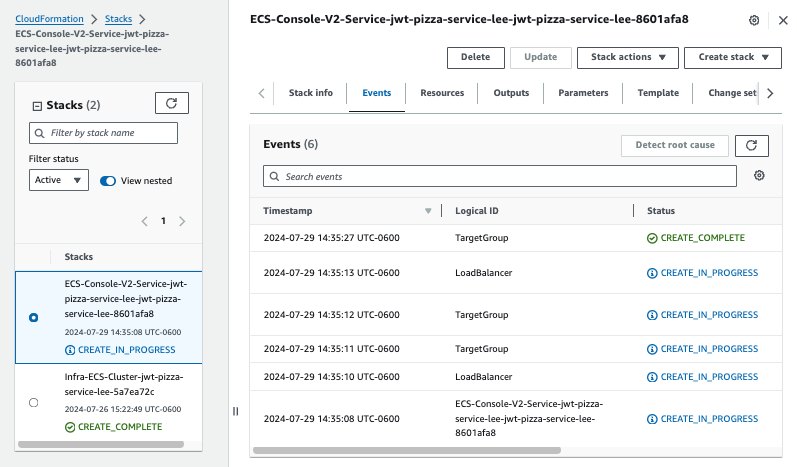 CloudFormation > Stacks >
ECS-Console-V2-Service-jwt-
pizza-service-lee-jwt-pizza-
service-lee-8601afa8
Stacks (2)
Filter by stack name
Filter status
Active
View nested
1
Stacks
ECS-Console-V2-Service-jwt-
pizza-service-lee-jwt-pizza-
service-lee-8601afa8
2024-07-29 14:35:08 UTC-0600
CREATE_IN_PROGRESS
Infra-ECS-Cluster-jwt-pizza-
service-lee-5a7ea72c
2024-07-26 15:22:49 UTC-0600
CREATE_COMPLETE
ECS-Console-V2-Service-jwt-pizza-service-lee-jwt-pizza-service-lee-8601afa8
Delete Update Stack actions Create stack
Stack info Events Resources Outputs Parameters Template Change set
Events (6)
Detect root cause
Search events
Timestamp Logical ID Status
2024-07-29 14:35:27 UTC-0600 TargetGroup CREATE_COMPLETE
2024-07-29 14:35:13 UTC-0600 LoadBalancer CREATE_IN_PROGRESS
2024-07-29 14:35:12 UTC-0600 TargetGroup CREATE_IN_PROGRESS
2024-07-29 14:35:11 UTC-0600 TargetGroup CREATE_IN_PROGRESS
2024-07-29 14:35:10 UTC-0600 LoadBalancer CREATE_IN_PROGRESS
ECS-Console-V2-Service-jwt-pizza-
2024-07-29 14:35:08 UTC-0600 service-lee-jwt-pizza-service-lee- CREATE_IN_PROGRESS
8601afa8